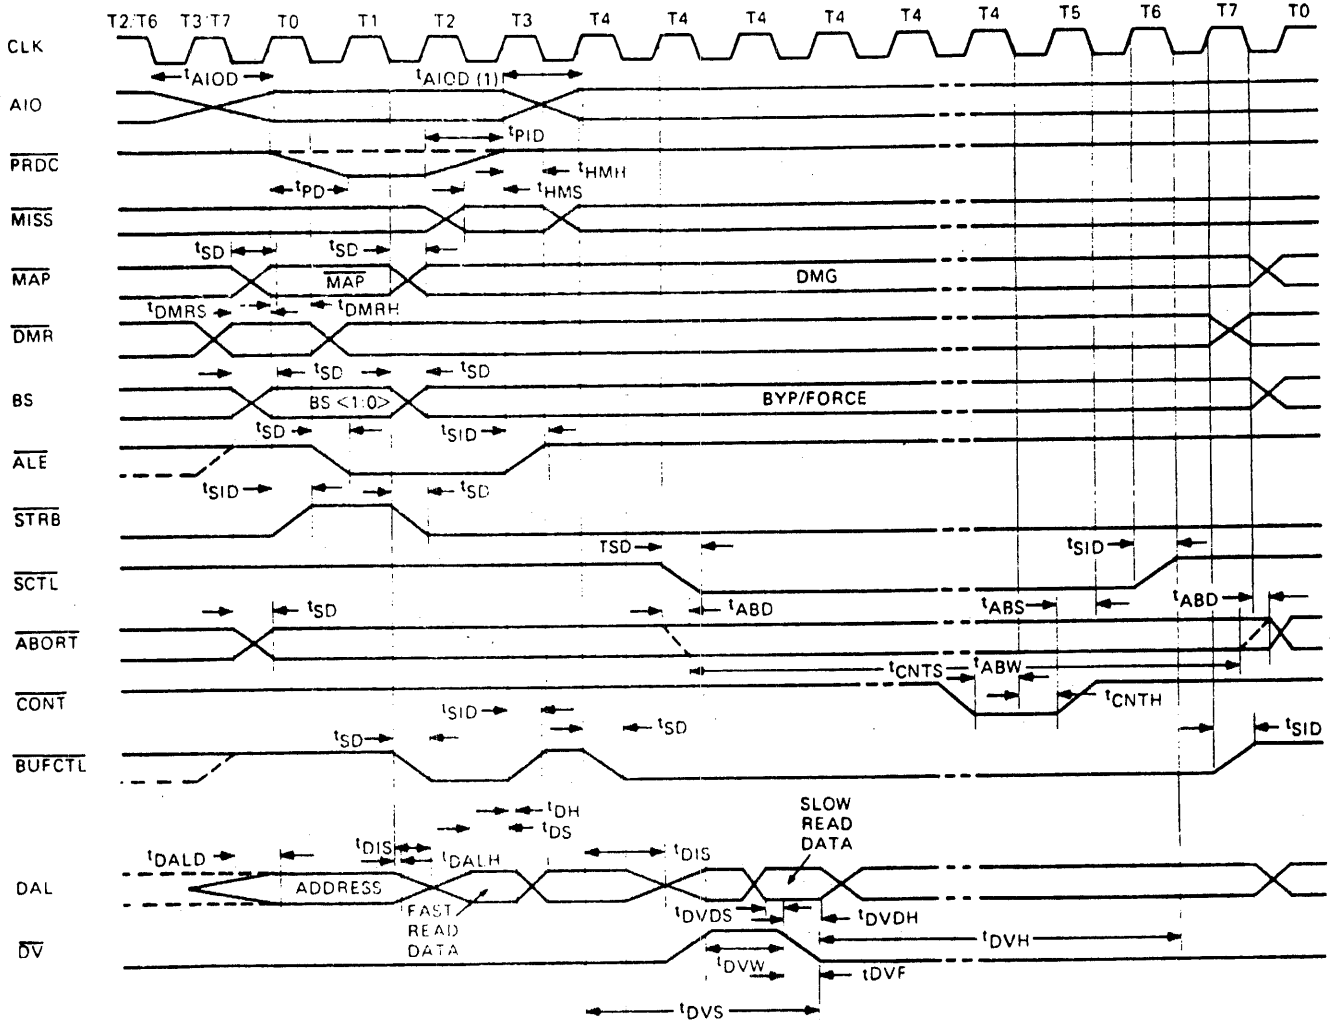 T2/T6 T3/T7 T0 T1 T2 T3 T4 T4 T4 T4 T4 T4 T5 T6 T7 T0
CLK
tAIOD tAIOD (1)
AIO
tPID
PRDC
tHMH
tPD tHMS
MISS
tSD tSD
MAP MAP DMG
tDMRS tDMRH
DMR
tSD tSD
BS BS <1:0> BYP/FORCE
tSD tSID
ALE
tSID tSD
STRB
TSD tSID
SCTL
tSD tABD tABS tABD
ABORT
tCNTS tABW
CONT tCNTH
tSID
tSD tSD tSID
BUFCTL
tDH
tDS
SLOW
READ
DATA
tDALD tDIS tDALH tDIS
DAL ADDRESS
FAST
READ
DATA
tDVDS tDVDH
DV
tDVW tDVH
tDVF
tDVS